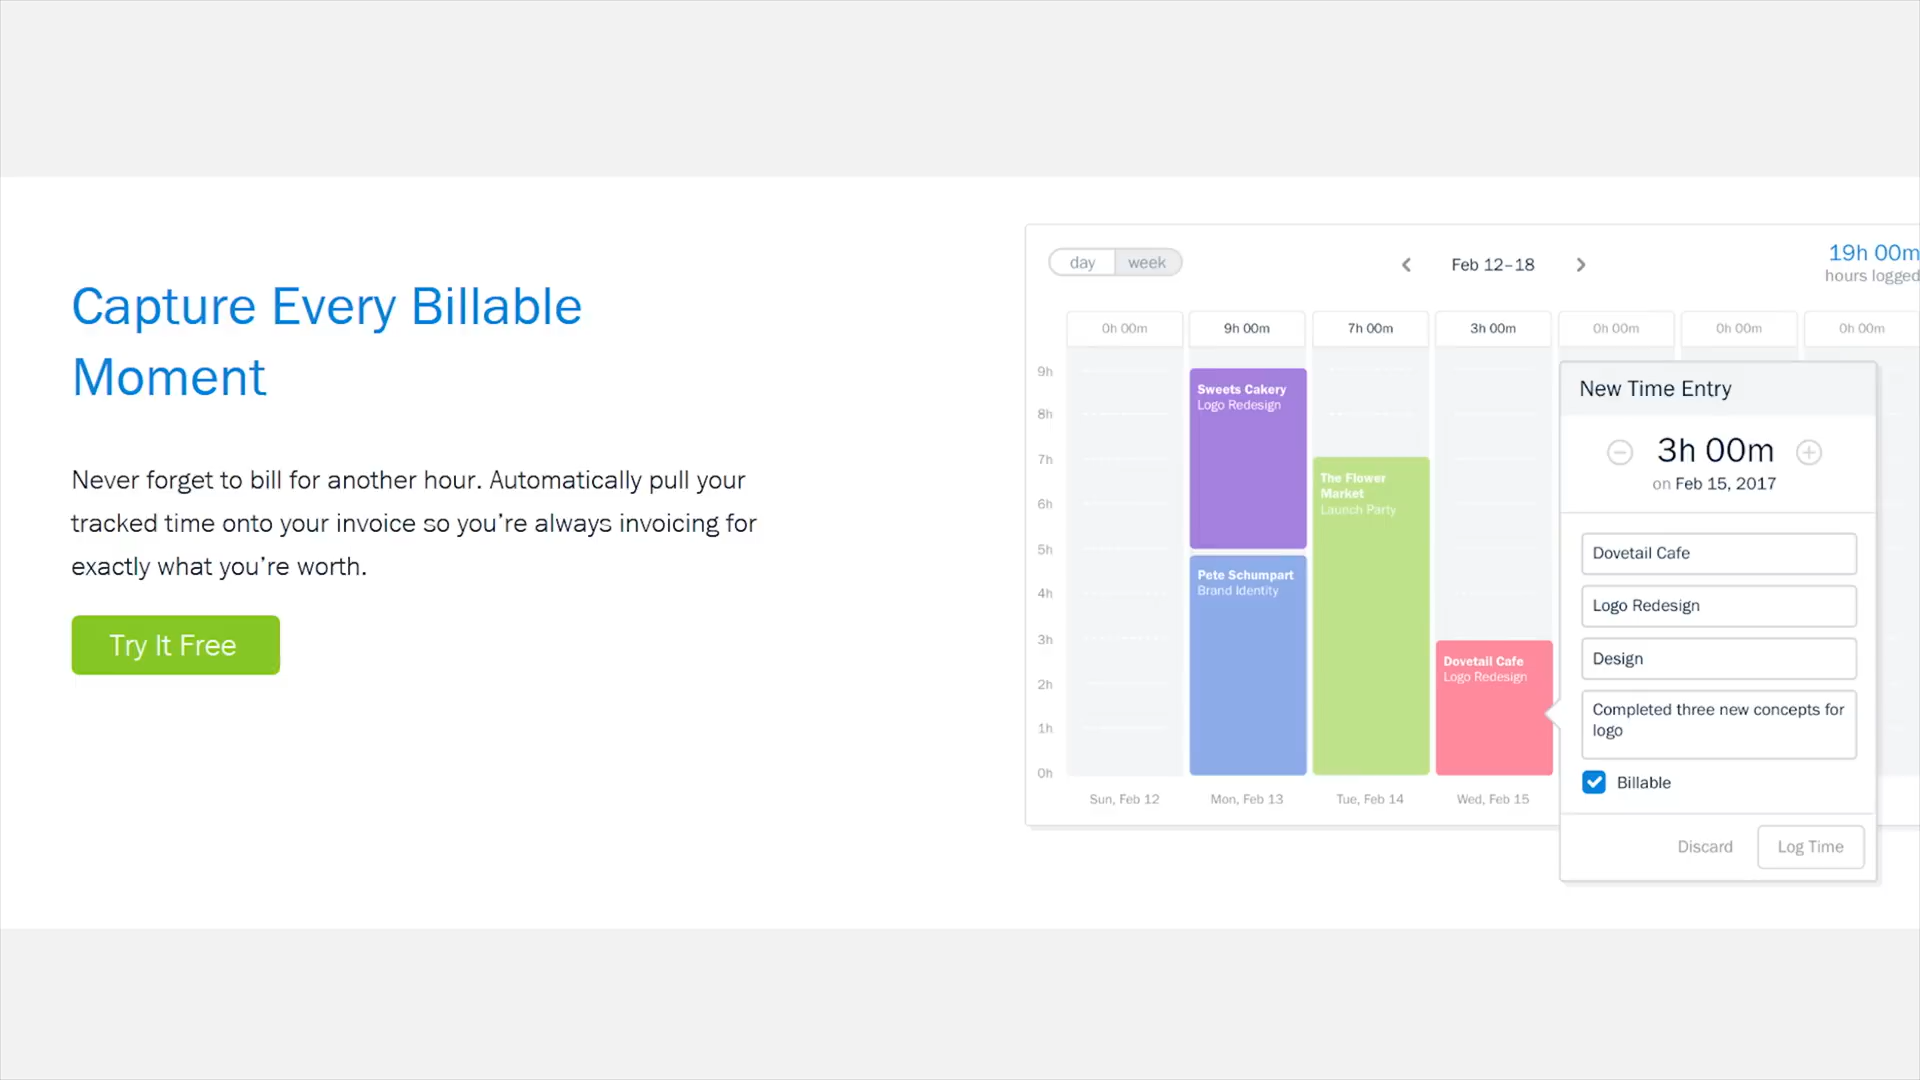 Capture Every Billable
Moment
Never forget to bill for another hour. Automatically pull your
tracked time onto your invoice so you're always invoicing for
exactly what you're worth.
Try It Free
day week
Feb 12–18
19h 00m
hours logged
0h 00m 9h 00m 7h 00m 3h 00m 0h 00m 0h 00m 0h 00m
9h
8h
7h
6h
5h
4h
3h
2h
1h
0h
Sweets Cakery
Logo Redesign
Pete Schumpart
Brand Identity
The Flower
Market
Launch Party
Dovetail Cafe
Logo Redesign
Sun, Feb 12 Mon, Feb 13 Tue, Feb 14 Wed, Feb 15
New Time Entry
3h 00m
on Feb 15, 2017
Dovetail Cafe
Logo Redesign
Design
Completed three new concepts for
logo
Billable
Discard Log Time